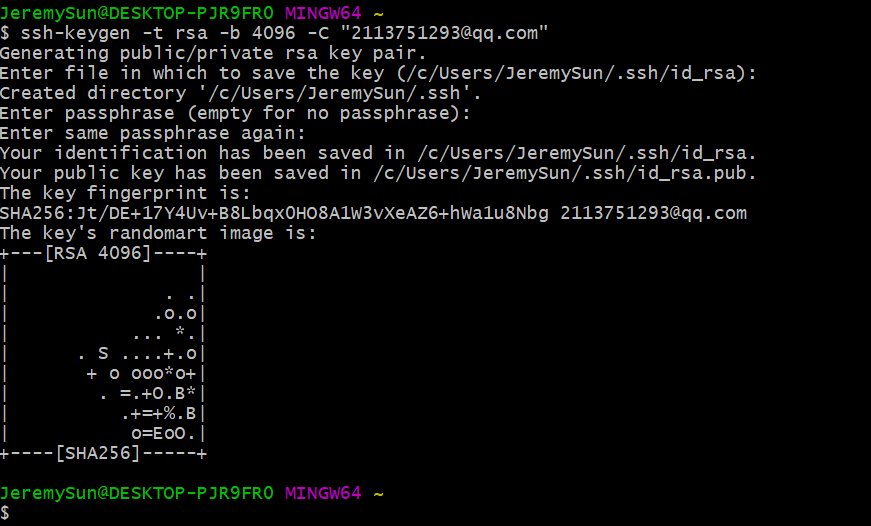 JeremySun@DESKTOP-PJR9FR0 MINGW64 ~
$ ssh-keygen -t rsa -b 4096 -C "2113751293@qq.com"
Generating public/private rsa key pair.
Enter file in which to save the key (/c/Users/JeremySun/.ssh/id_rsa):
Created directory '/c/Users/JeremySun/.ssh'.
Enter passphrase (empty for no passphrase):
Enter same passphrase again:
Your identification has been saved in /c/Users/JeremySun/.ssh/id_rsa.
Your public key has been saved in /c/Users/JeremySun/.ssh/id_rsa.pub.
The key fingerprint is:
SHA256:Jt/DE+17Y4Uv+B8LbqxOHO8A1W3vXeAZ6+hWa1u8Nbg 2113751293@qq.com
The key's randomart image is:
+---[RSA 4096]----+
|                 |
|              . .|
|             .o.o|
|           ... *.|
|      . S ....+.o|
|       + o ooo*o+|
|        . =.+O.B*|
|          .+=+%.B|
|           o=EoO.|
+----[SHA256]-----+
JeremySun@DESKTOP-PJR9FR0 MINGW64 ~
$